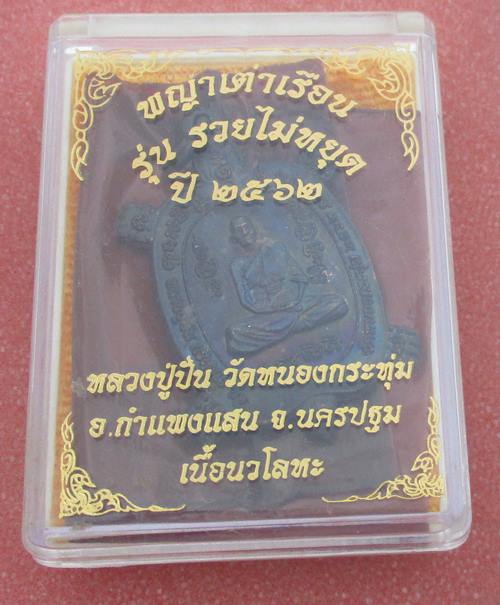 พญาเต่าเรือน
รุ่น รวยไม่หยุด
ปี ๒๕๖๒
หลวงปู่ปั่น วัดหนองกระทุ่ม
อ.กำแพงแสน จ.นครปฐม
เนื้อนวโลหะ